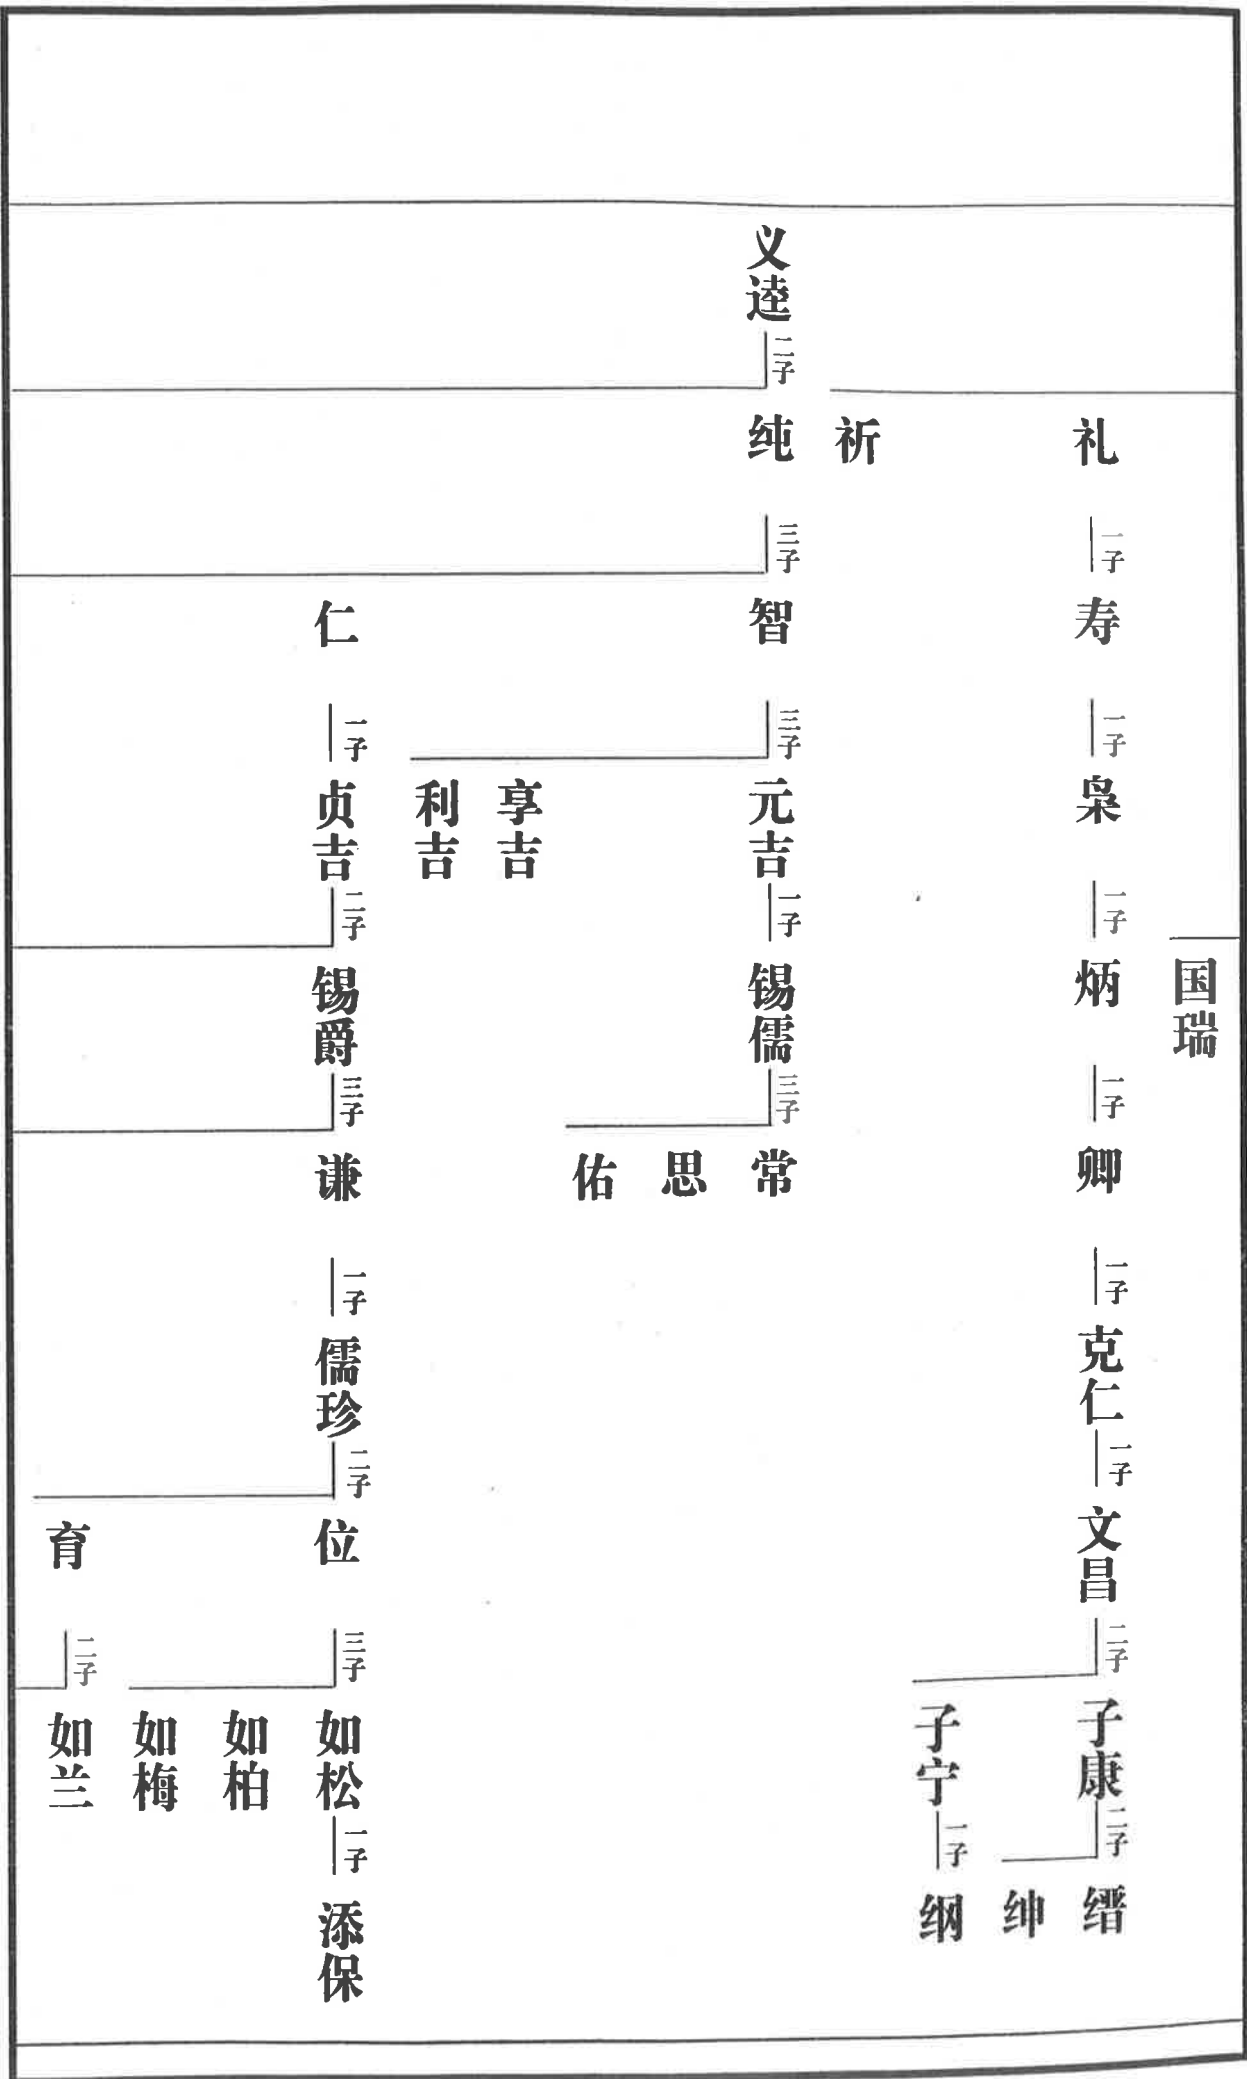 国瑞
礼 一子 寿 一子 枭 一子 炳 一子 卿 一子 克仁 一子 文昌 二子 子康 二子 缙
绅
子宁 一子 纲
祈
义逵 二子 纯 三子 智 三子 元吉 一子 锡儒 三子 常
思
佑
享吉
利吉
仁 一子 贞吉 二子 锡爵 三子 谦 一子 儒珍 二子 位 三子 如松 一子 添保
如柏
如梅
育 二子 如兰